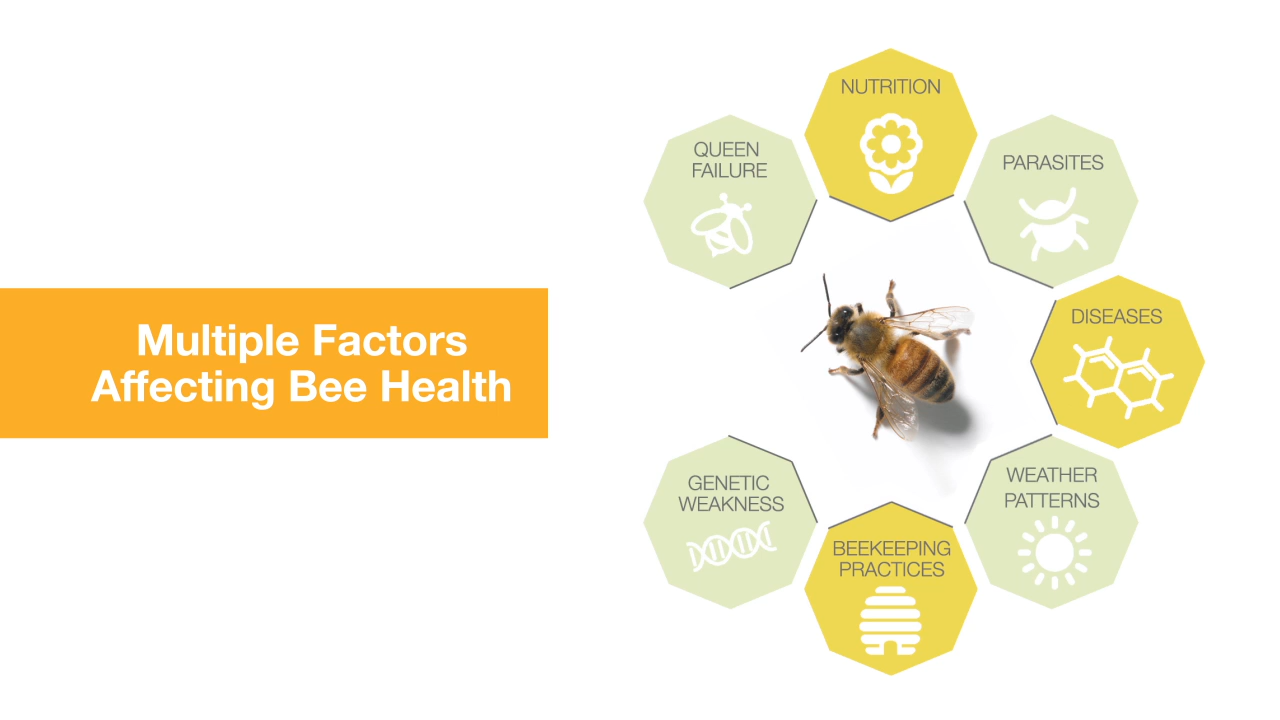 Multiple Factors
Affecting Bee Health
NUTRITION
QUEEN
FAILURE
PARASITES
DISEASES
GENETIC
WEAKNESS
WEATHER
PATTERNS
BEEKEEPING
PRACTICES